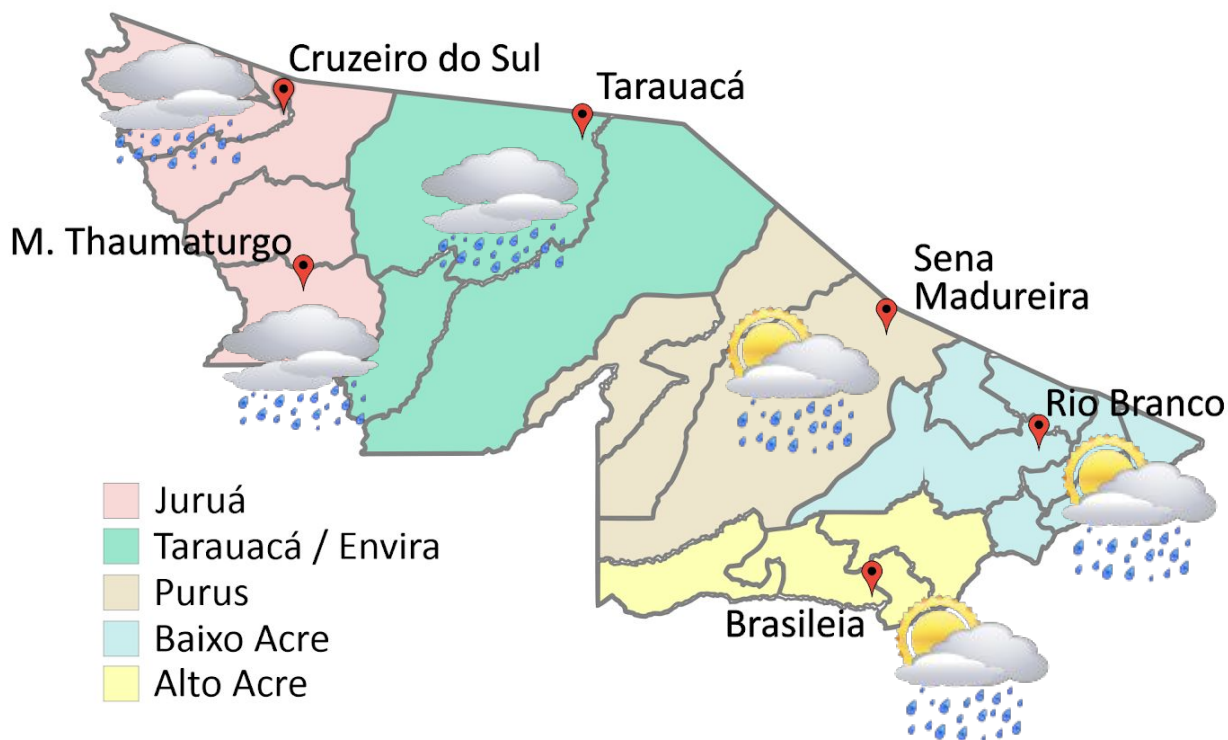 Cruzeiro do Sul
Tarauacá
M. Thaumaturgo
Sena
Madureira
Rio Branco
Brasileia
Juruá
Tarauacá / Envira
Purus
Baixo Acre
Alto Acre